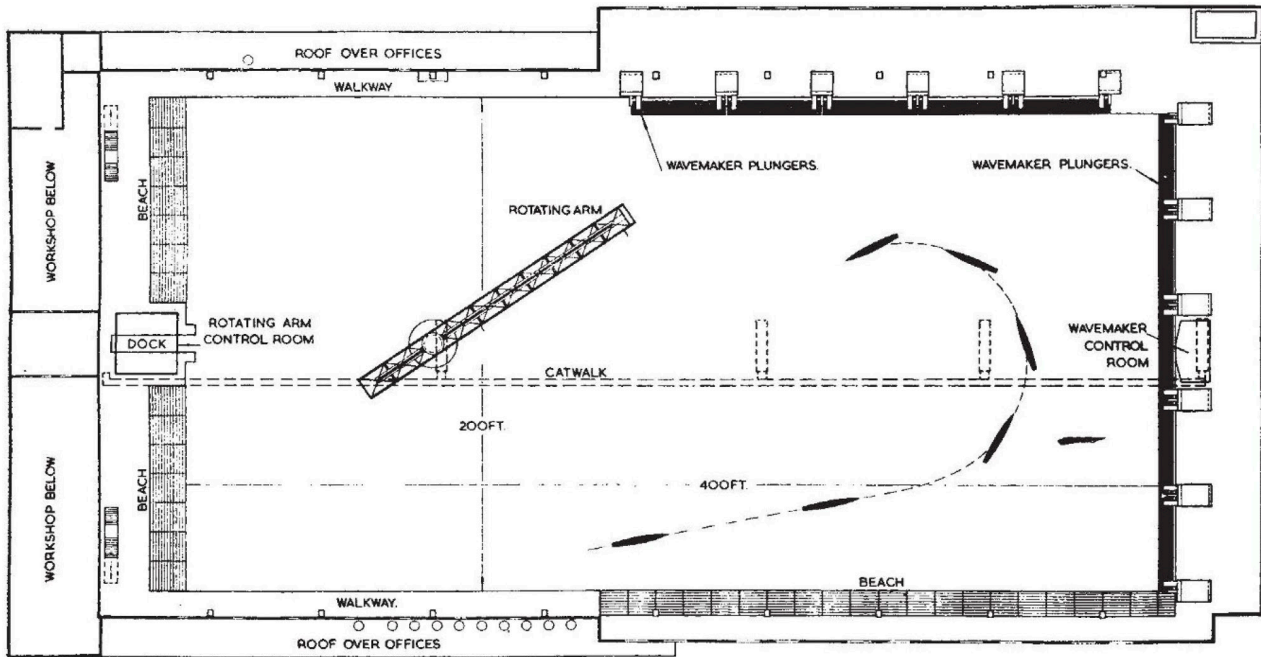 ROOF OVER OFFICES
WALKWAY
WAVEMAKER PLUNGERS.
WAVEMAKER PLUNGERS.
WORKSHOP BELOW
BEACH
ROTATING ARM
DOCK
ROTATING ARM
CONTROL ROOM
WAVEMAKER
CONTROL
ROOM
CATWALK
200FT.
400FT.
WORKSHOP BELOW
BEACH
BEACH
WALKWAY.
ROOF OVER OFFICES